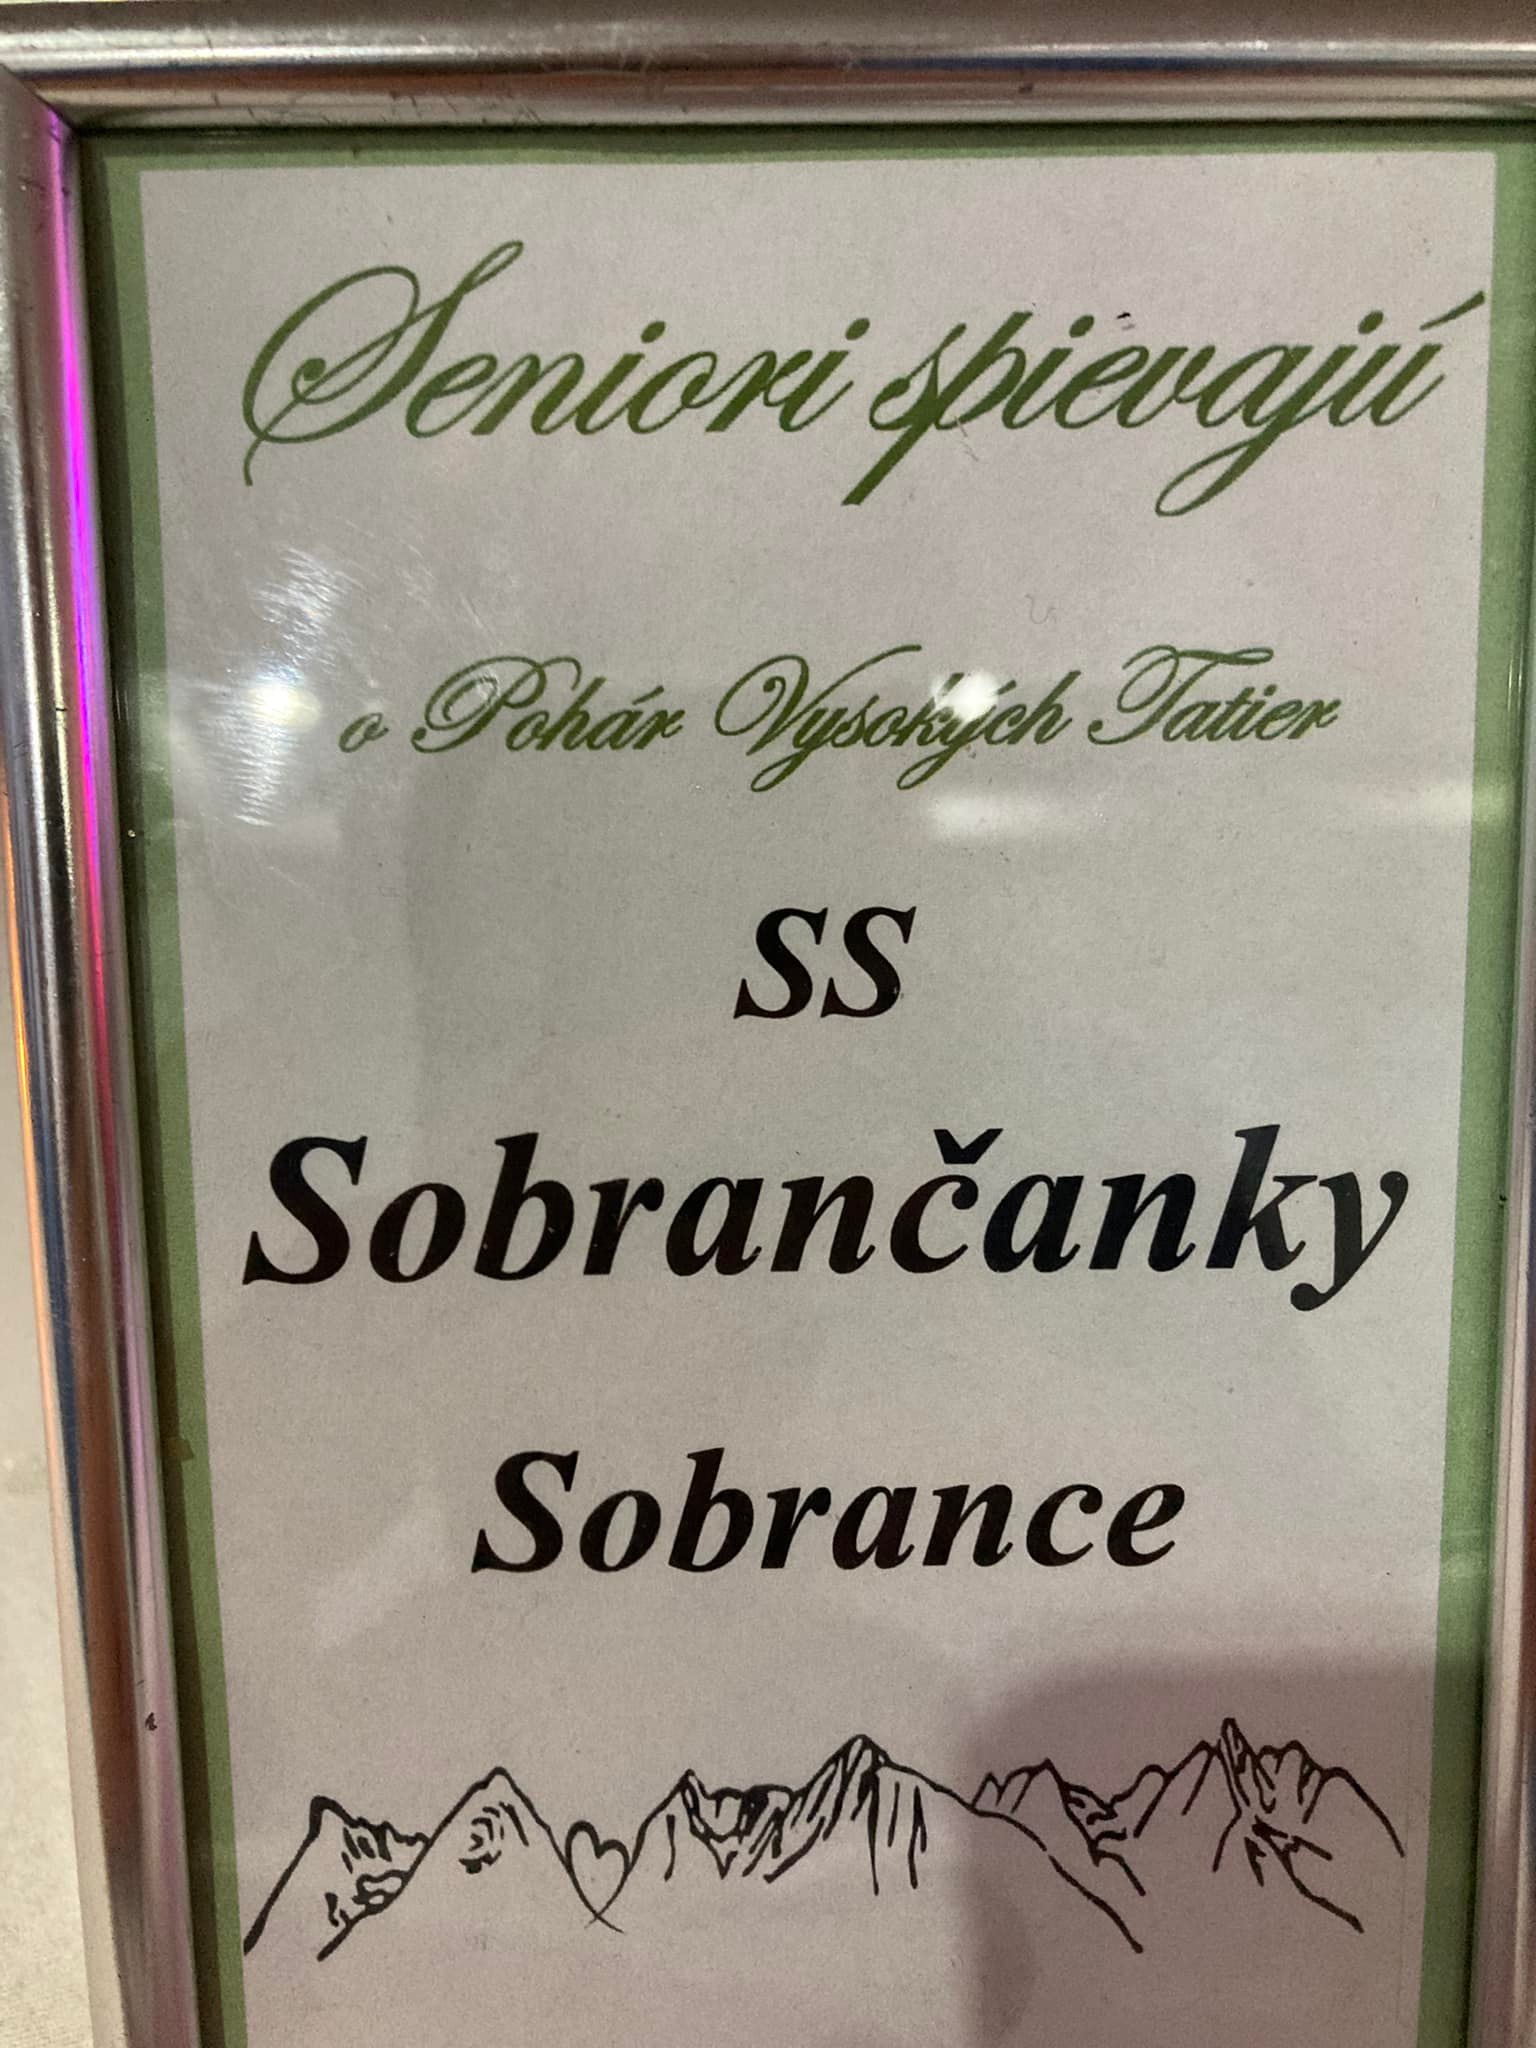 Seniori spievajú
o Pohár Vysokých Tatier
SS
Sobrančanky
Sobrance